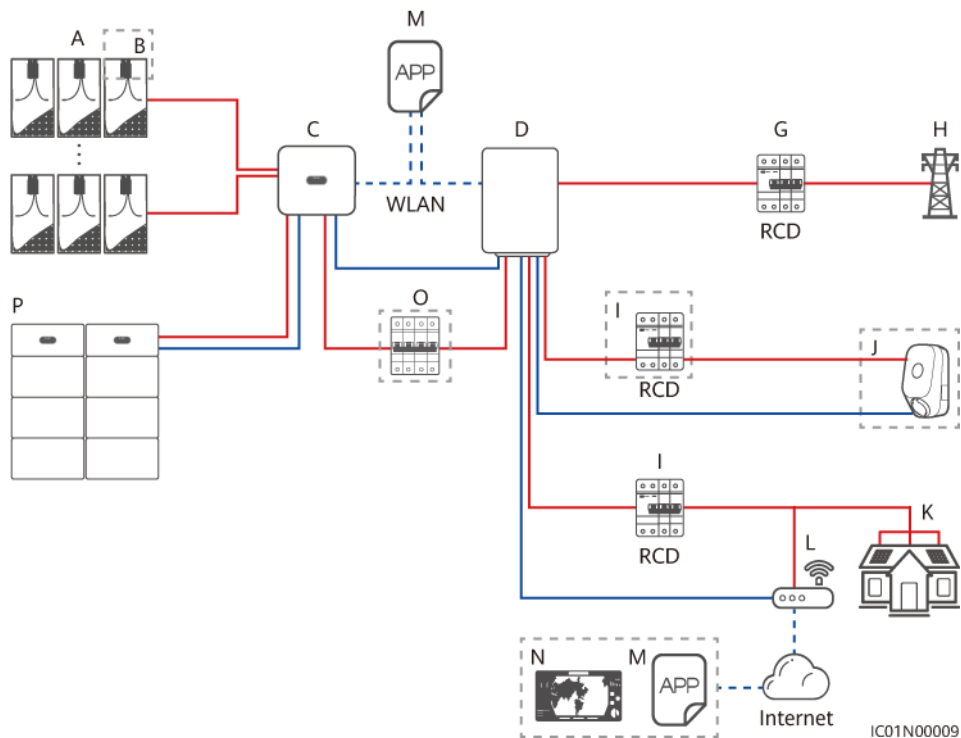 M
A
B
APP
C
D
G
H
WLAN
RCD
P
O
I
J
RCD
I
K
L
RCD
N
M
APP
Internet
IC01N00009